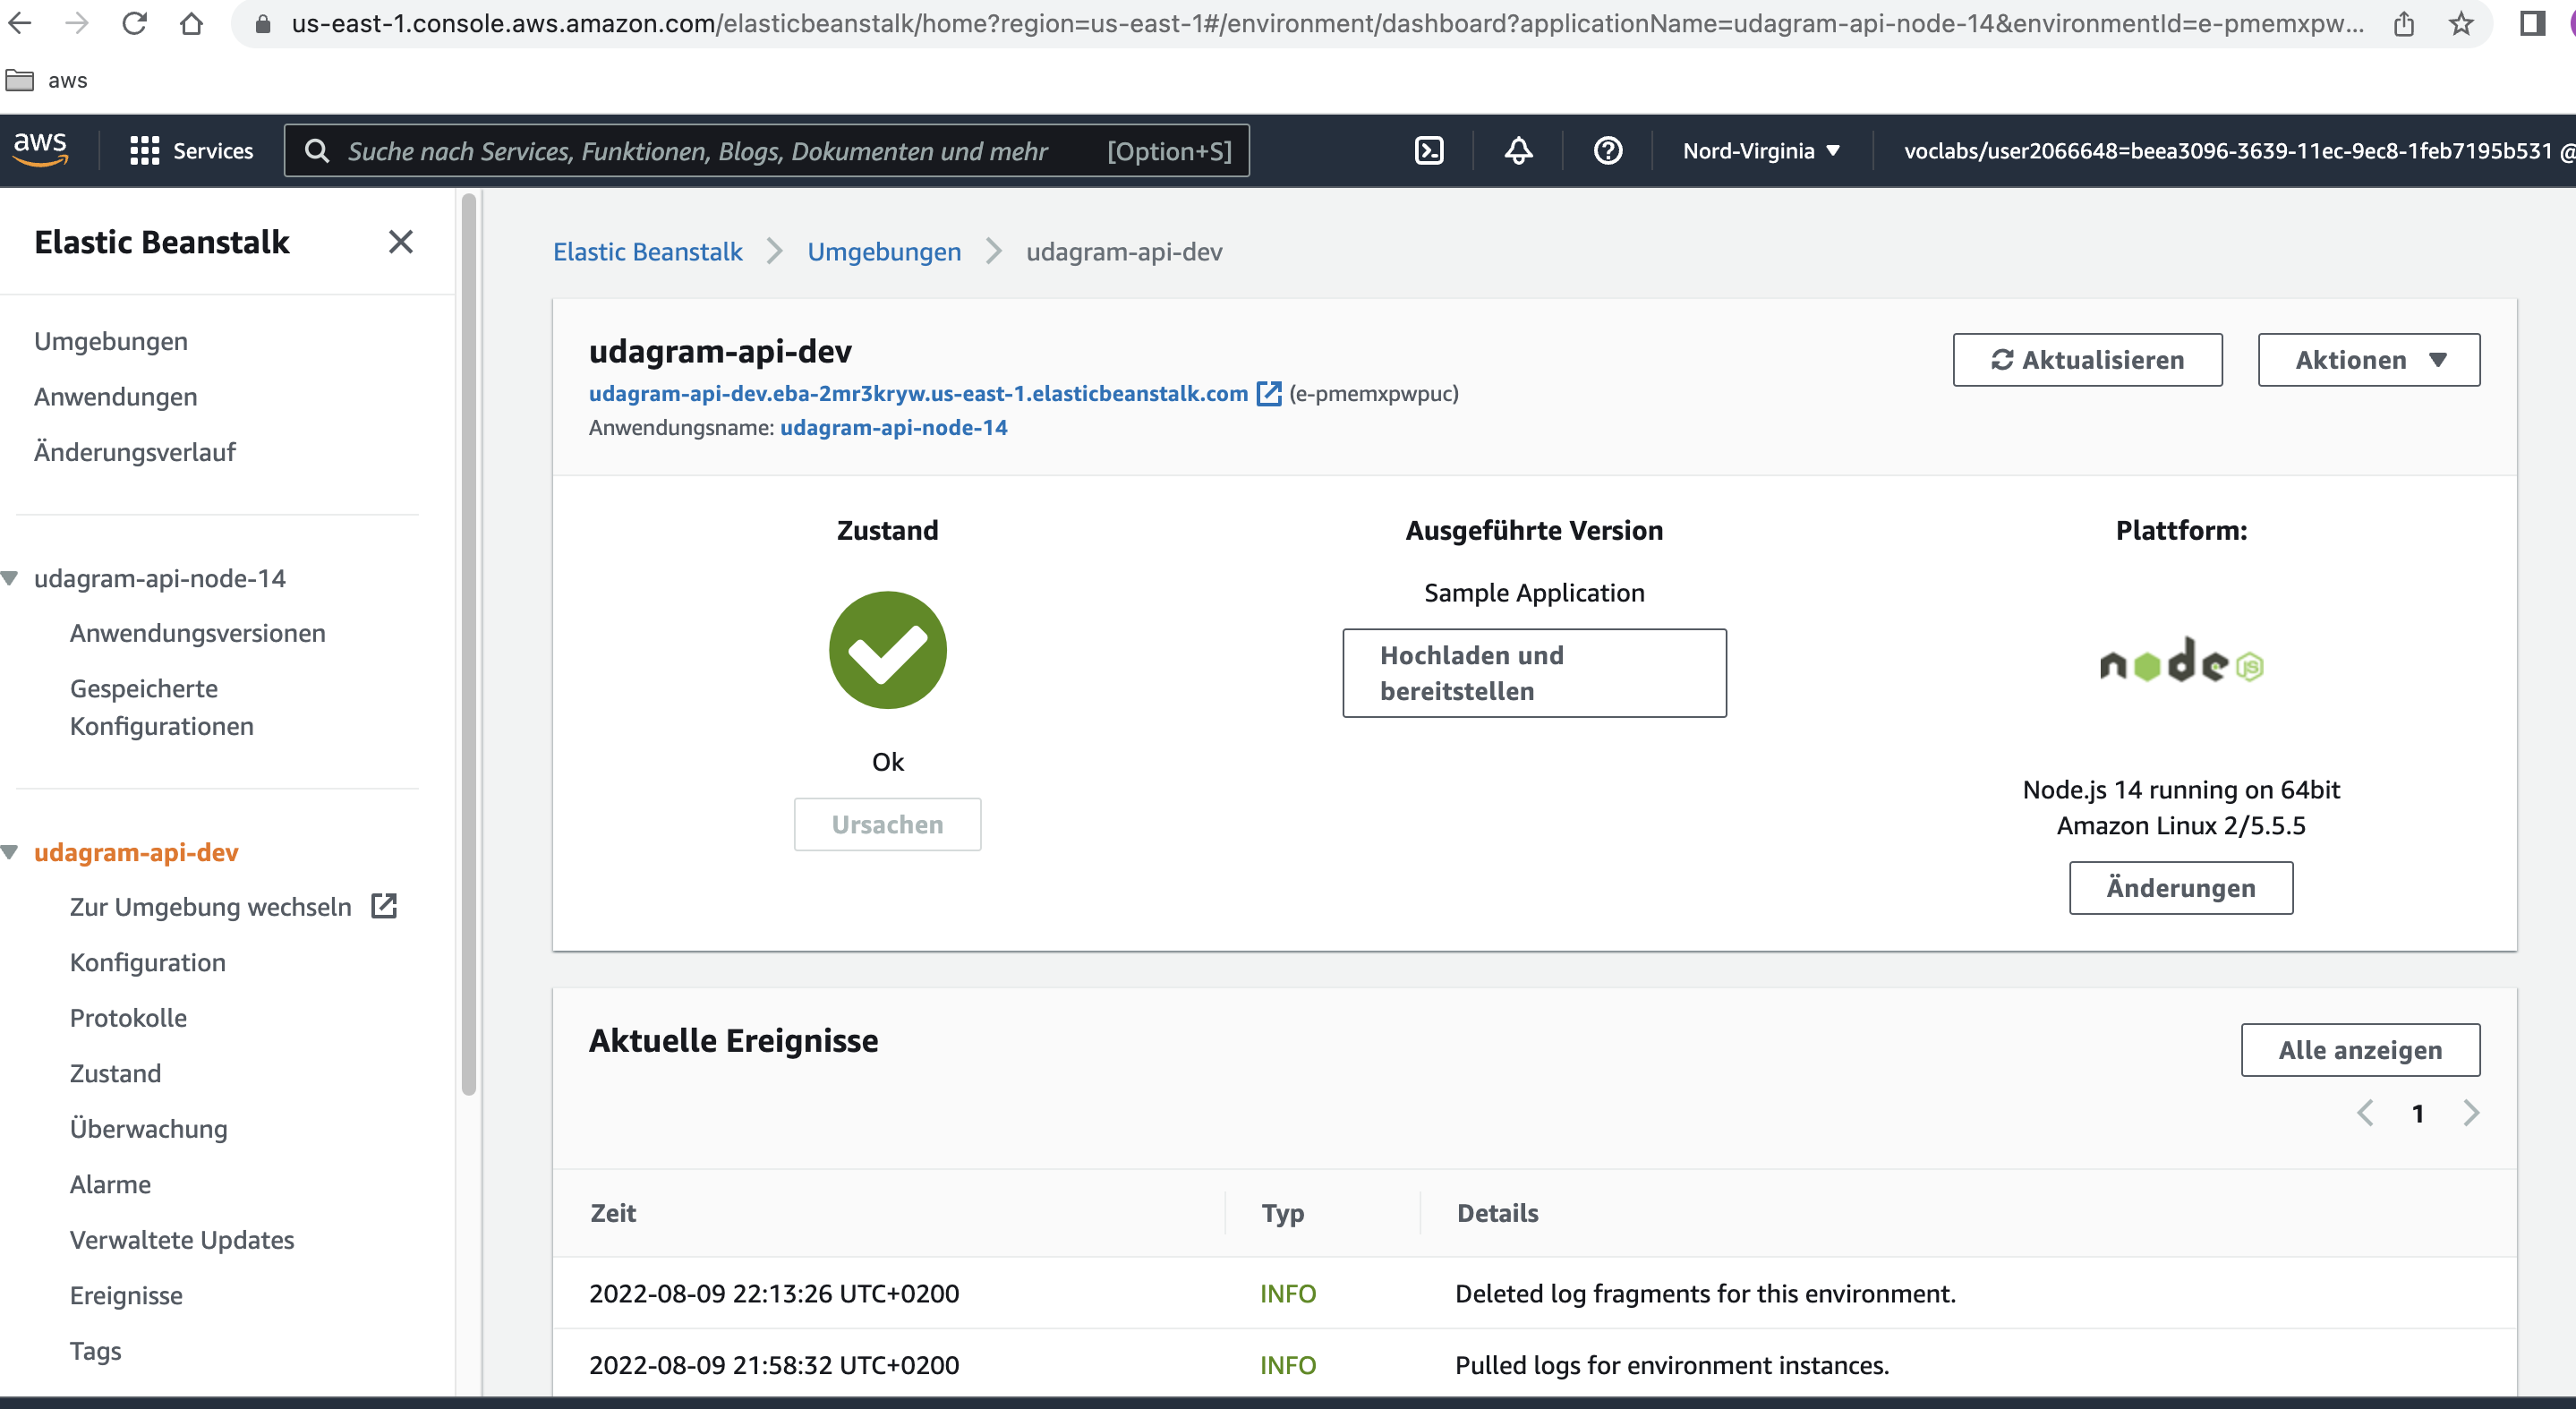 us-east-1.console.aws.amazon.com/elasticbeanstalk/home?region=us-east-1#/environment/dashboard?applicationName=udagram-api-node-14&environmentId=e-pmemxpw...
aws
aws
Services
Suche nach Services, Funktionen, Blogs, Dokumenten und mehr
[Option+S]
Nord-Virginia
voclabs/user2066648=beea3096-3639-11ec-9ec8-1feb7195b531 @
Elastic Beanstalk
Umgebungen
Anwendungen
Änderungsverlauf
udagram-api-node-14
Anwendungsversionen
Gespeicherte
Konfigurationen
udagram-api-dev
Zur Umgebung wechseln
Konfiguration
Protokolle
Zustand
Überwachung
Alarme
Verwaltete Updates
Ereignisse
Tags
Elastic Beanstalk > Umgebungen > udagram-api-dev
udagram-api-dev
udagram-api-dev.eba-2mr3kryw.us-east-1.elasticbeanstalk.com (e-pmemxpwpuc)
Anwendungsname: udagram-api-node-14
Aktualisieren
Aktionen
Zustand
Ok
Ursachen
Ausgeführte Version
Sample Application
Hochladen und
bereitstellen
Plattform:
node JS
Node.js 14 running on 64bit
Amazon Linux 2/5.5.5
Änderungen
Aktuelle Ereignisse
Alle anzeigen
1
Zeit Typ Details
2022-08-09 22:13:26 UTC+0200 INFO Deleted log fragments for this environment.
2022-08-09 21:58:32 UTC+0200 INFO Pulled logs for environment instances.